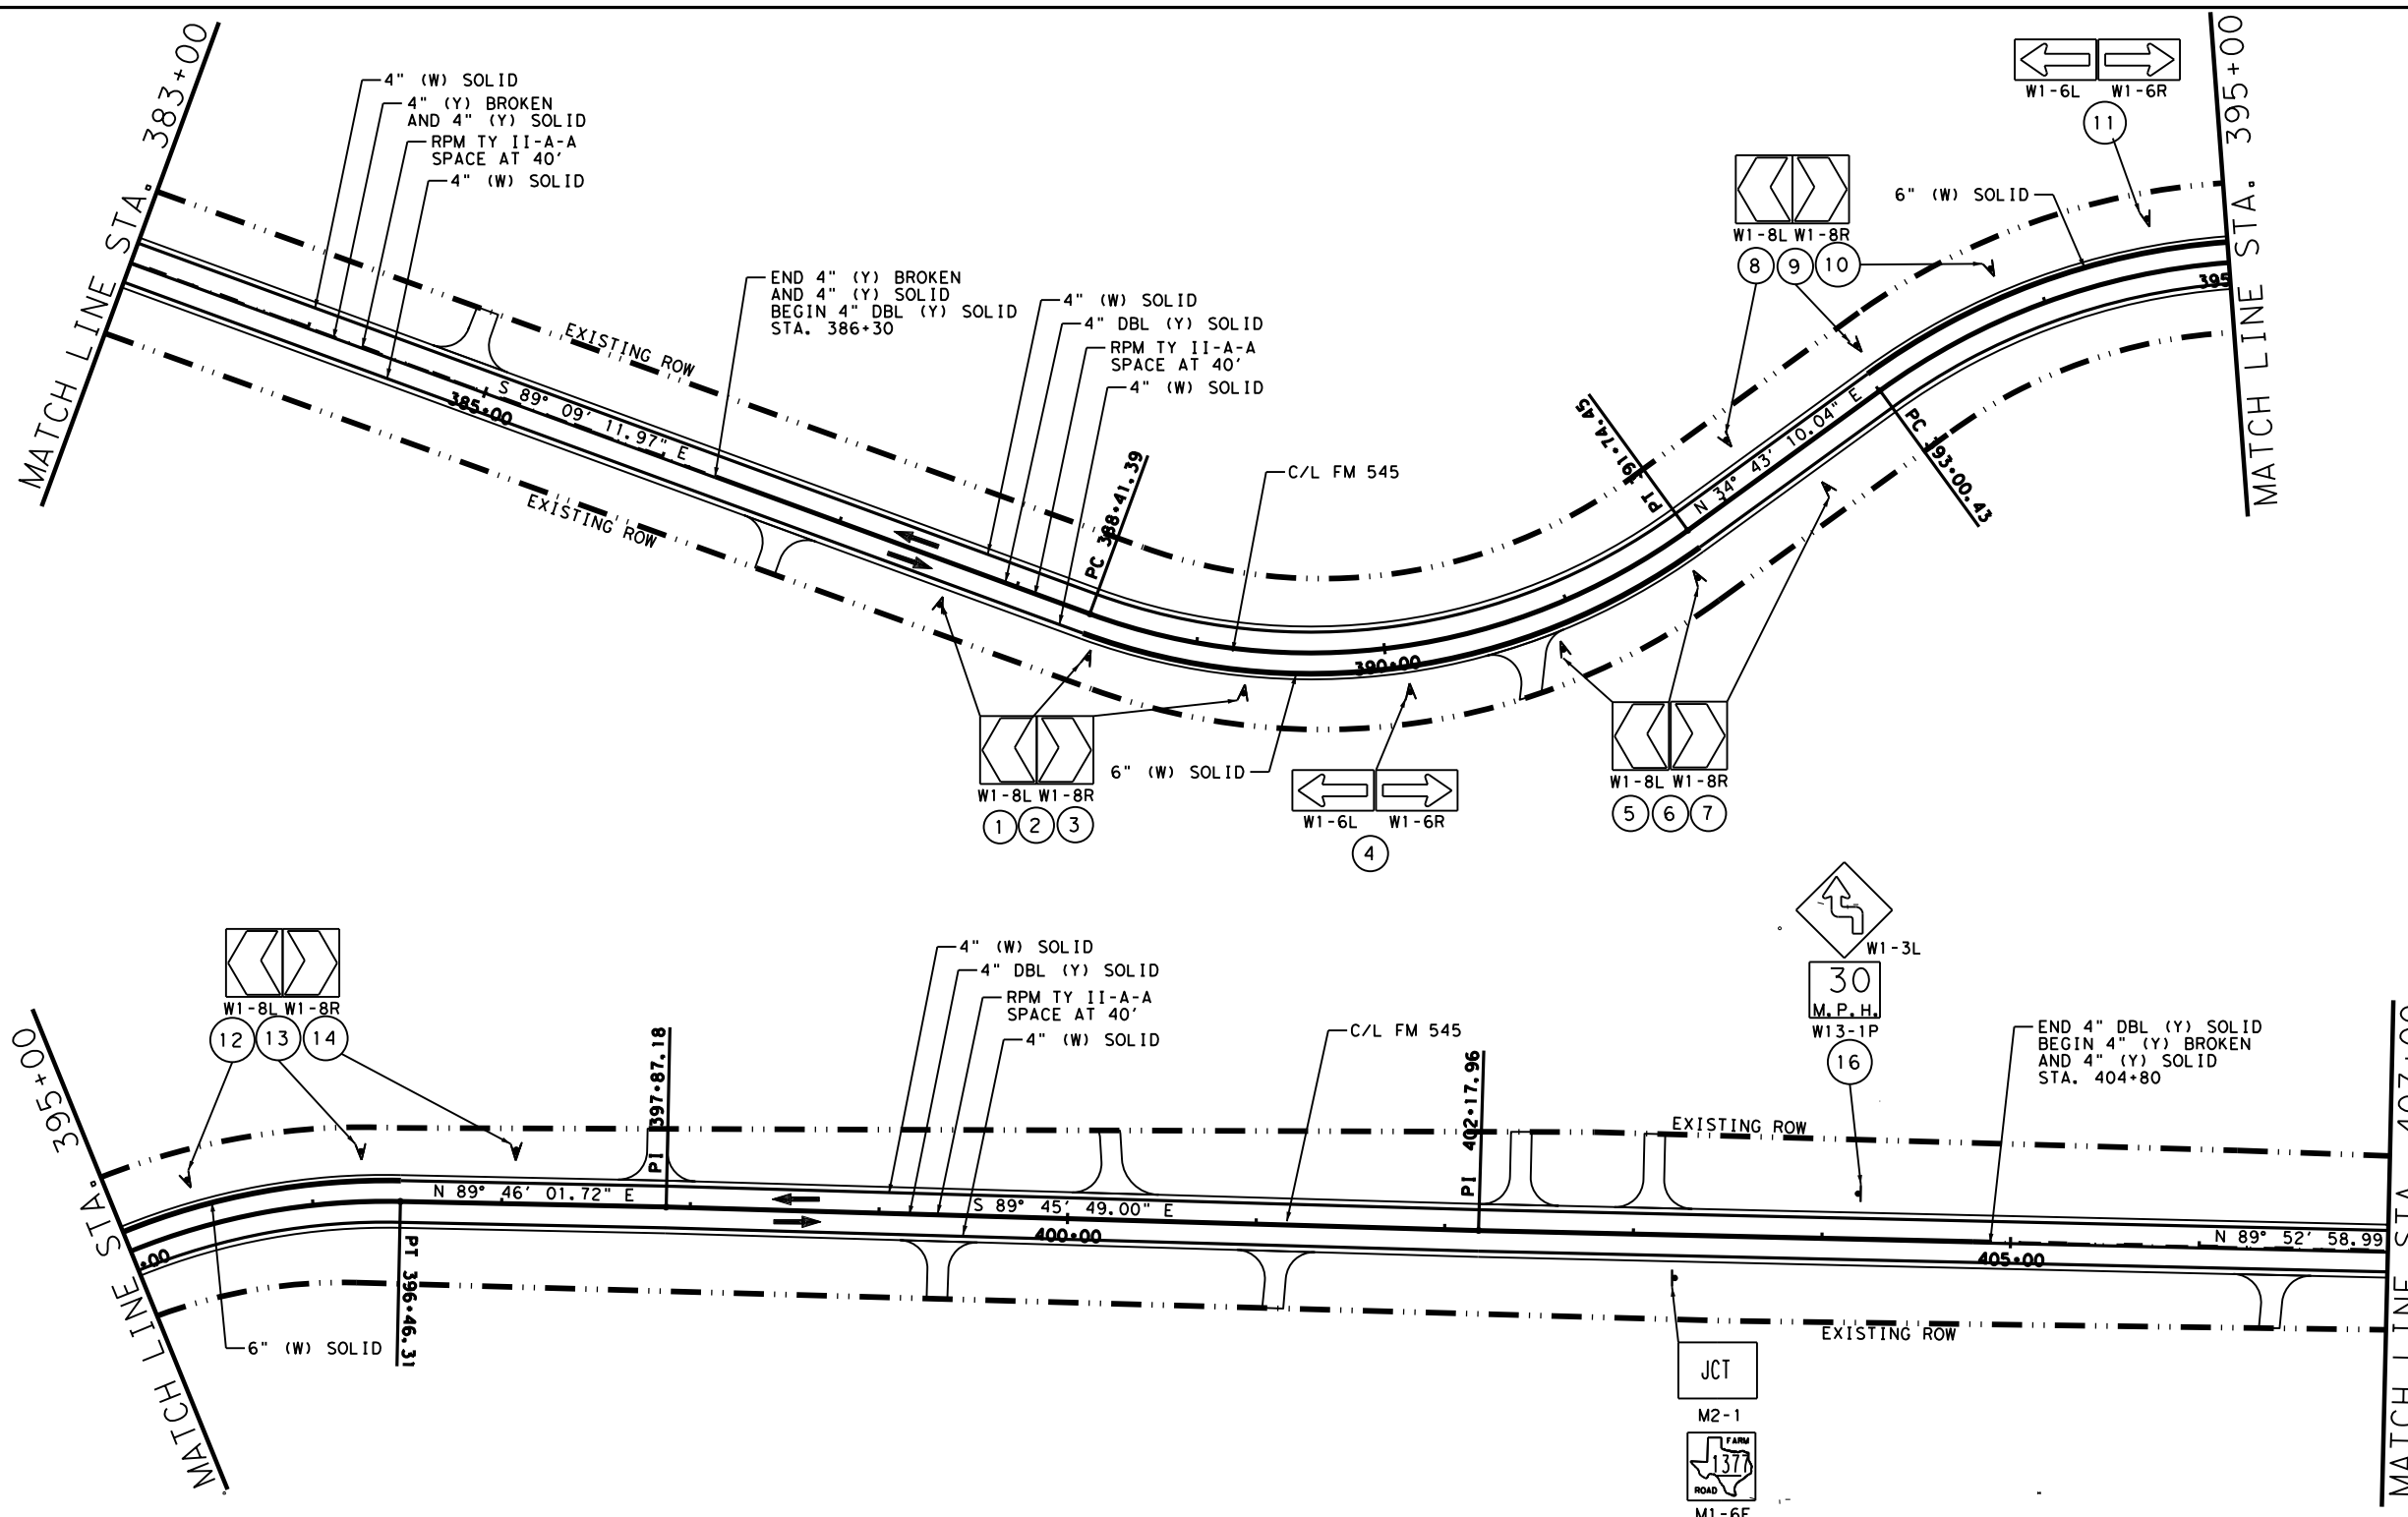 MATCH LINE STA. 383+00
4" (W) SOLID
4" (Y) BROKEN
AND 4" (Y) SOLID
RPM TY II-A-A
SPACE AT 40'
4" (W) SOLID
EXISTING ROW
EXISTING ROW
385+00
S 89° 09' 11.97" E
END 4" (Y) BROKEN
AND 4" (Y) SOLID
BEGIN 4" DBL (Y) SOLID
STA. 386+30
4" (W) SOLID
4" DBL (Y) SOLID
RPM TY II-A-A
SPACE AT 40'
4" (W) SOLID
PC 388+41.39
C/L FM 545
390+00
W1-8L W1-8R
1 2 3
6" (W) SOLID
W1-6L W1-6R
4
W1-8L W1-8R
5 6 7
PT 391+74.45
N 34° 43' 10.04" E
PC 393+00.43
W1-8L W1-8R
8 9 10
6" (W) SOLID
W1-6L W1-6R
11
395
MATCH LINE STA. 395+00
MATCH LINE STA. 395+00
+00
W1-8L W1-8R
12 13 14
6" (W) SOLID
PT 396+46.31
N 89° 46' 01.72" E
PI 397+87.18
4" (W) SOLID
4" DBL (Y) SOLID
RPM TY II-A-A
SPACE AT 40'
4" (W) SOLID
S 89° 45' 49.00" E
400+00
C/L FM 545
PI 402+17.96
EXISTING ROW
W1-3L
30
M.P.H.
W13-1P
16
END 4" DBL (Y) SOLID
BEGIN 4" (Y) BROKEN
AND 4" (Y) SOLID
STA. 404+80
405+00
N 89° 52' 58.99
EXISTING ROW
JCT
M2-1
FARM
1377
ROAD
M1-6F
MATCH LINE STA. 407+00